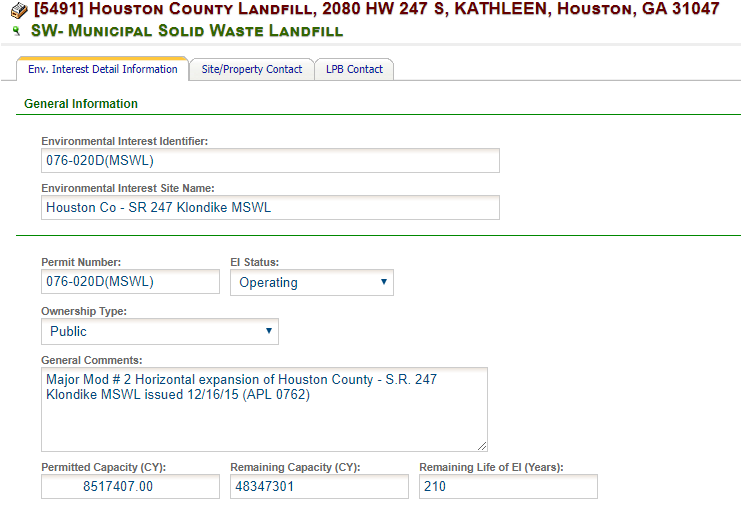 [5491] Houston County Landfill, 2080 HW 247 S, KATHLEEN, Houston, GA 31047
SW- Municipal Solid Waste Landfill
Env. Interest Detail Information Site/Property Contact LPB Contact
General Information
Environmental Interest Identifier:
076-020D(MSWL)
Environmental Interest Site Name:
Houston Co - SR 247 Klondike MSWL
Permit Number: EI Status:
076-020D(MSWL) Operating
Ownership Type:
Public
General Comments:
Major Mod # 2 Horizontal expansion of Houston County - S.R. 247
Klondike MSWL issued 12/16/15 (APL 0762)
Permitted Capacity (CY): Remaining Capacity (CY): Remaining Life of EI (Years):
8517407.00 48347301 210